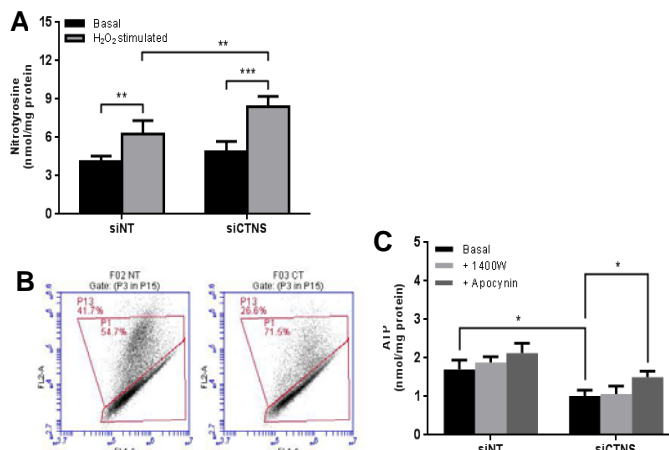 A
Basal
H₂O₂ stimulated
Nitrotyrosine
(nmol/mg protein)
15
12
9
6
3
0
**
**
***
siNT
siCTNS
B
F02 NT
Gate: (P3 in P15)
P13
41.7%
P1
54.7%
FL2-A
F03 CT
Gate: (P3 in P15)
P13
26.6%
P1
71.5%
FL2-A
C
Basal
+ 1400W
+ Apocynin
ATP
(nmol/mg protein)
5
4
3
2
1
0
*
*
siNT
siCTNS